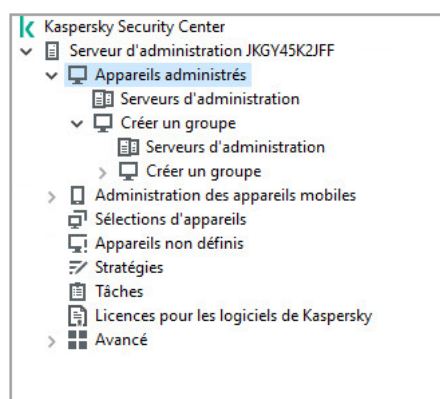 Kaspersky Security Center
Serveur d'administration JKGY45K2JFF
Appareils administrés
Serveurs d'administration
Créer un groupe
Serveurs d'administration
Créer un groupe
Administration des appareils mobiles
Sélections d'appareils
Appareils non définis
Stratégies
Tâches
Licences pour les logiciels de Kaspersky
Avancé